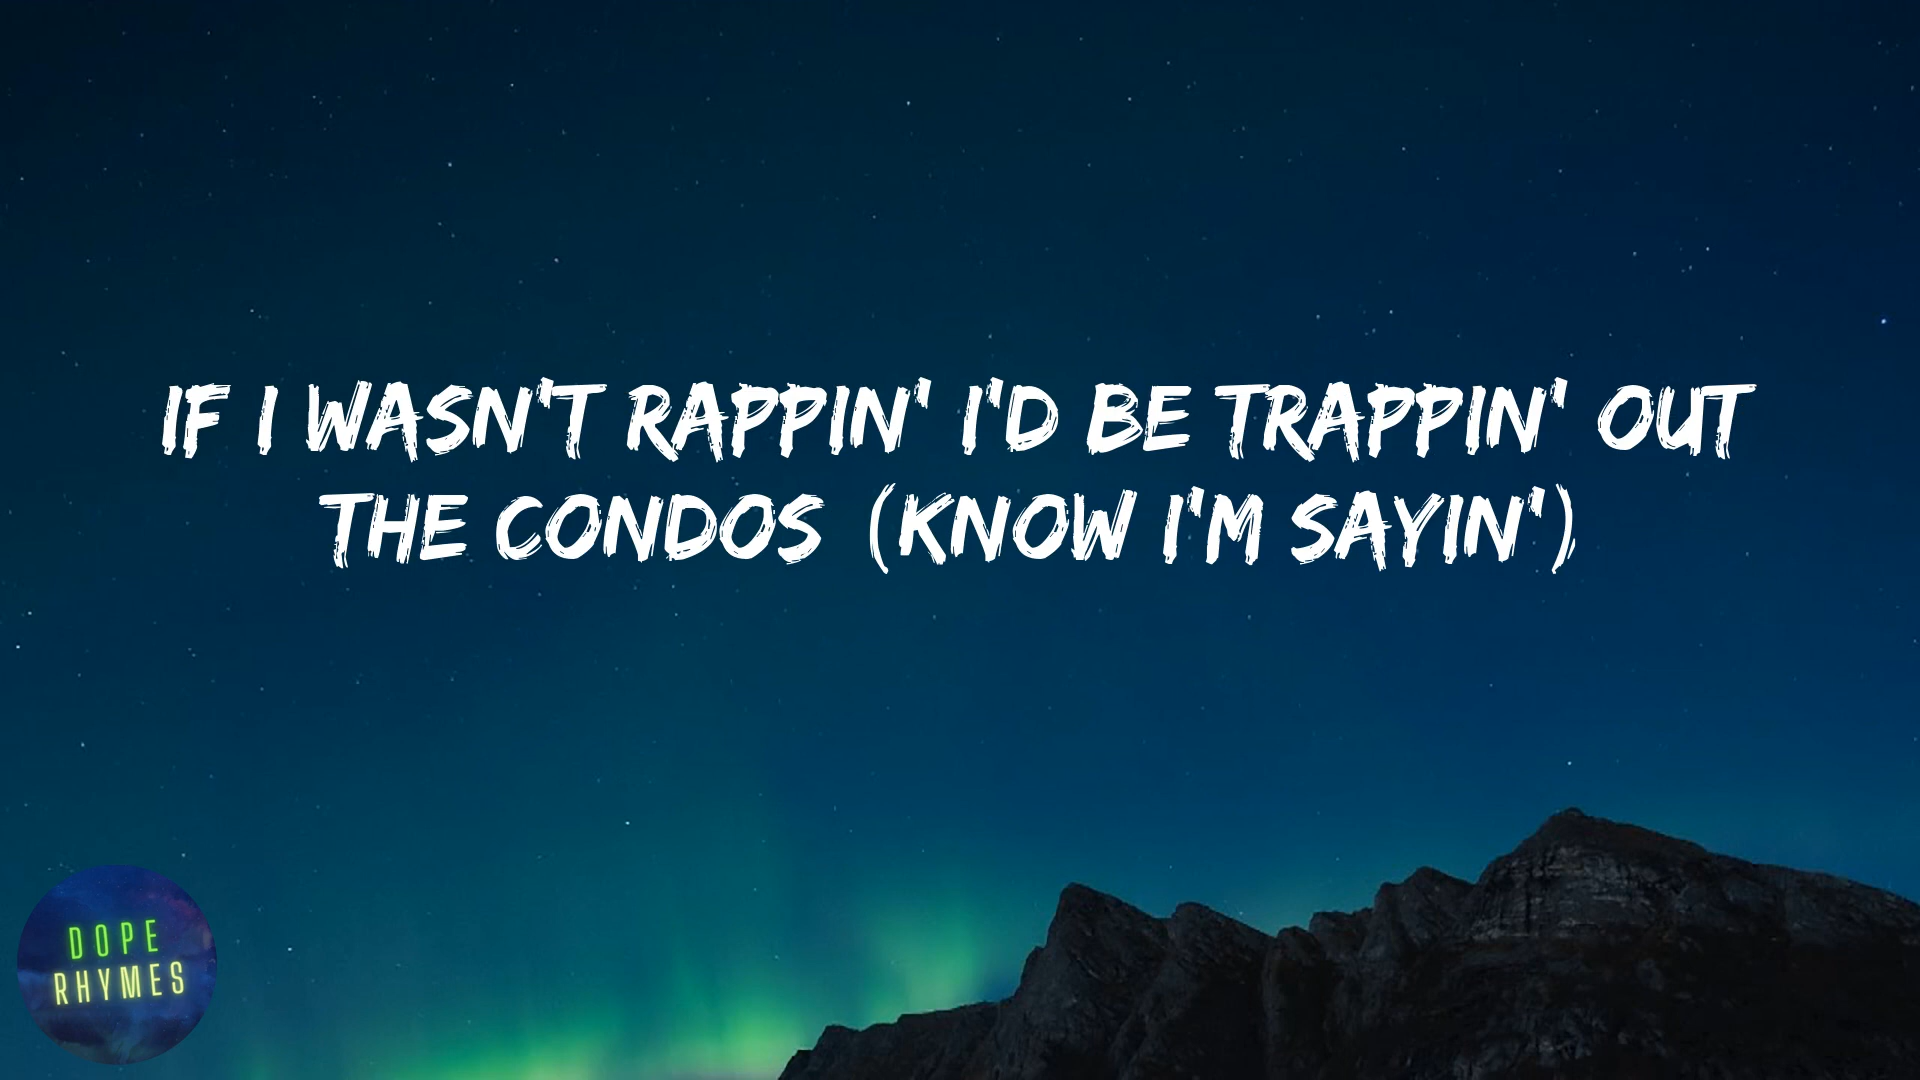 IF I WASN'T RAPPIN' I'D BE TRAPPIN' OUT
THE CONDOS (KNOW I'M SAYIN')
DOPE
RHYMES